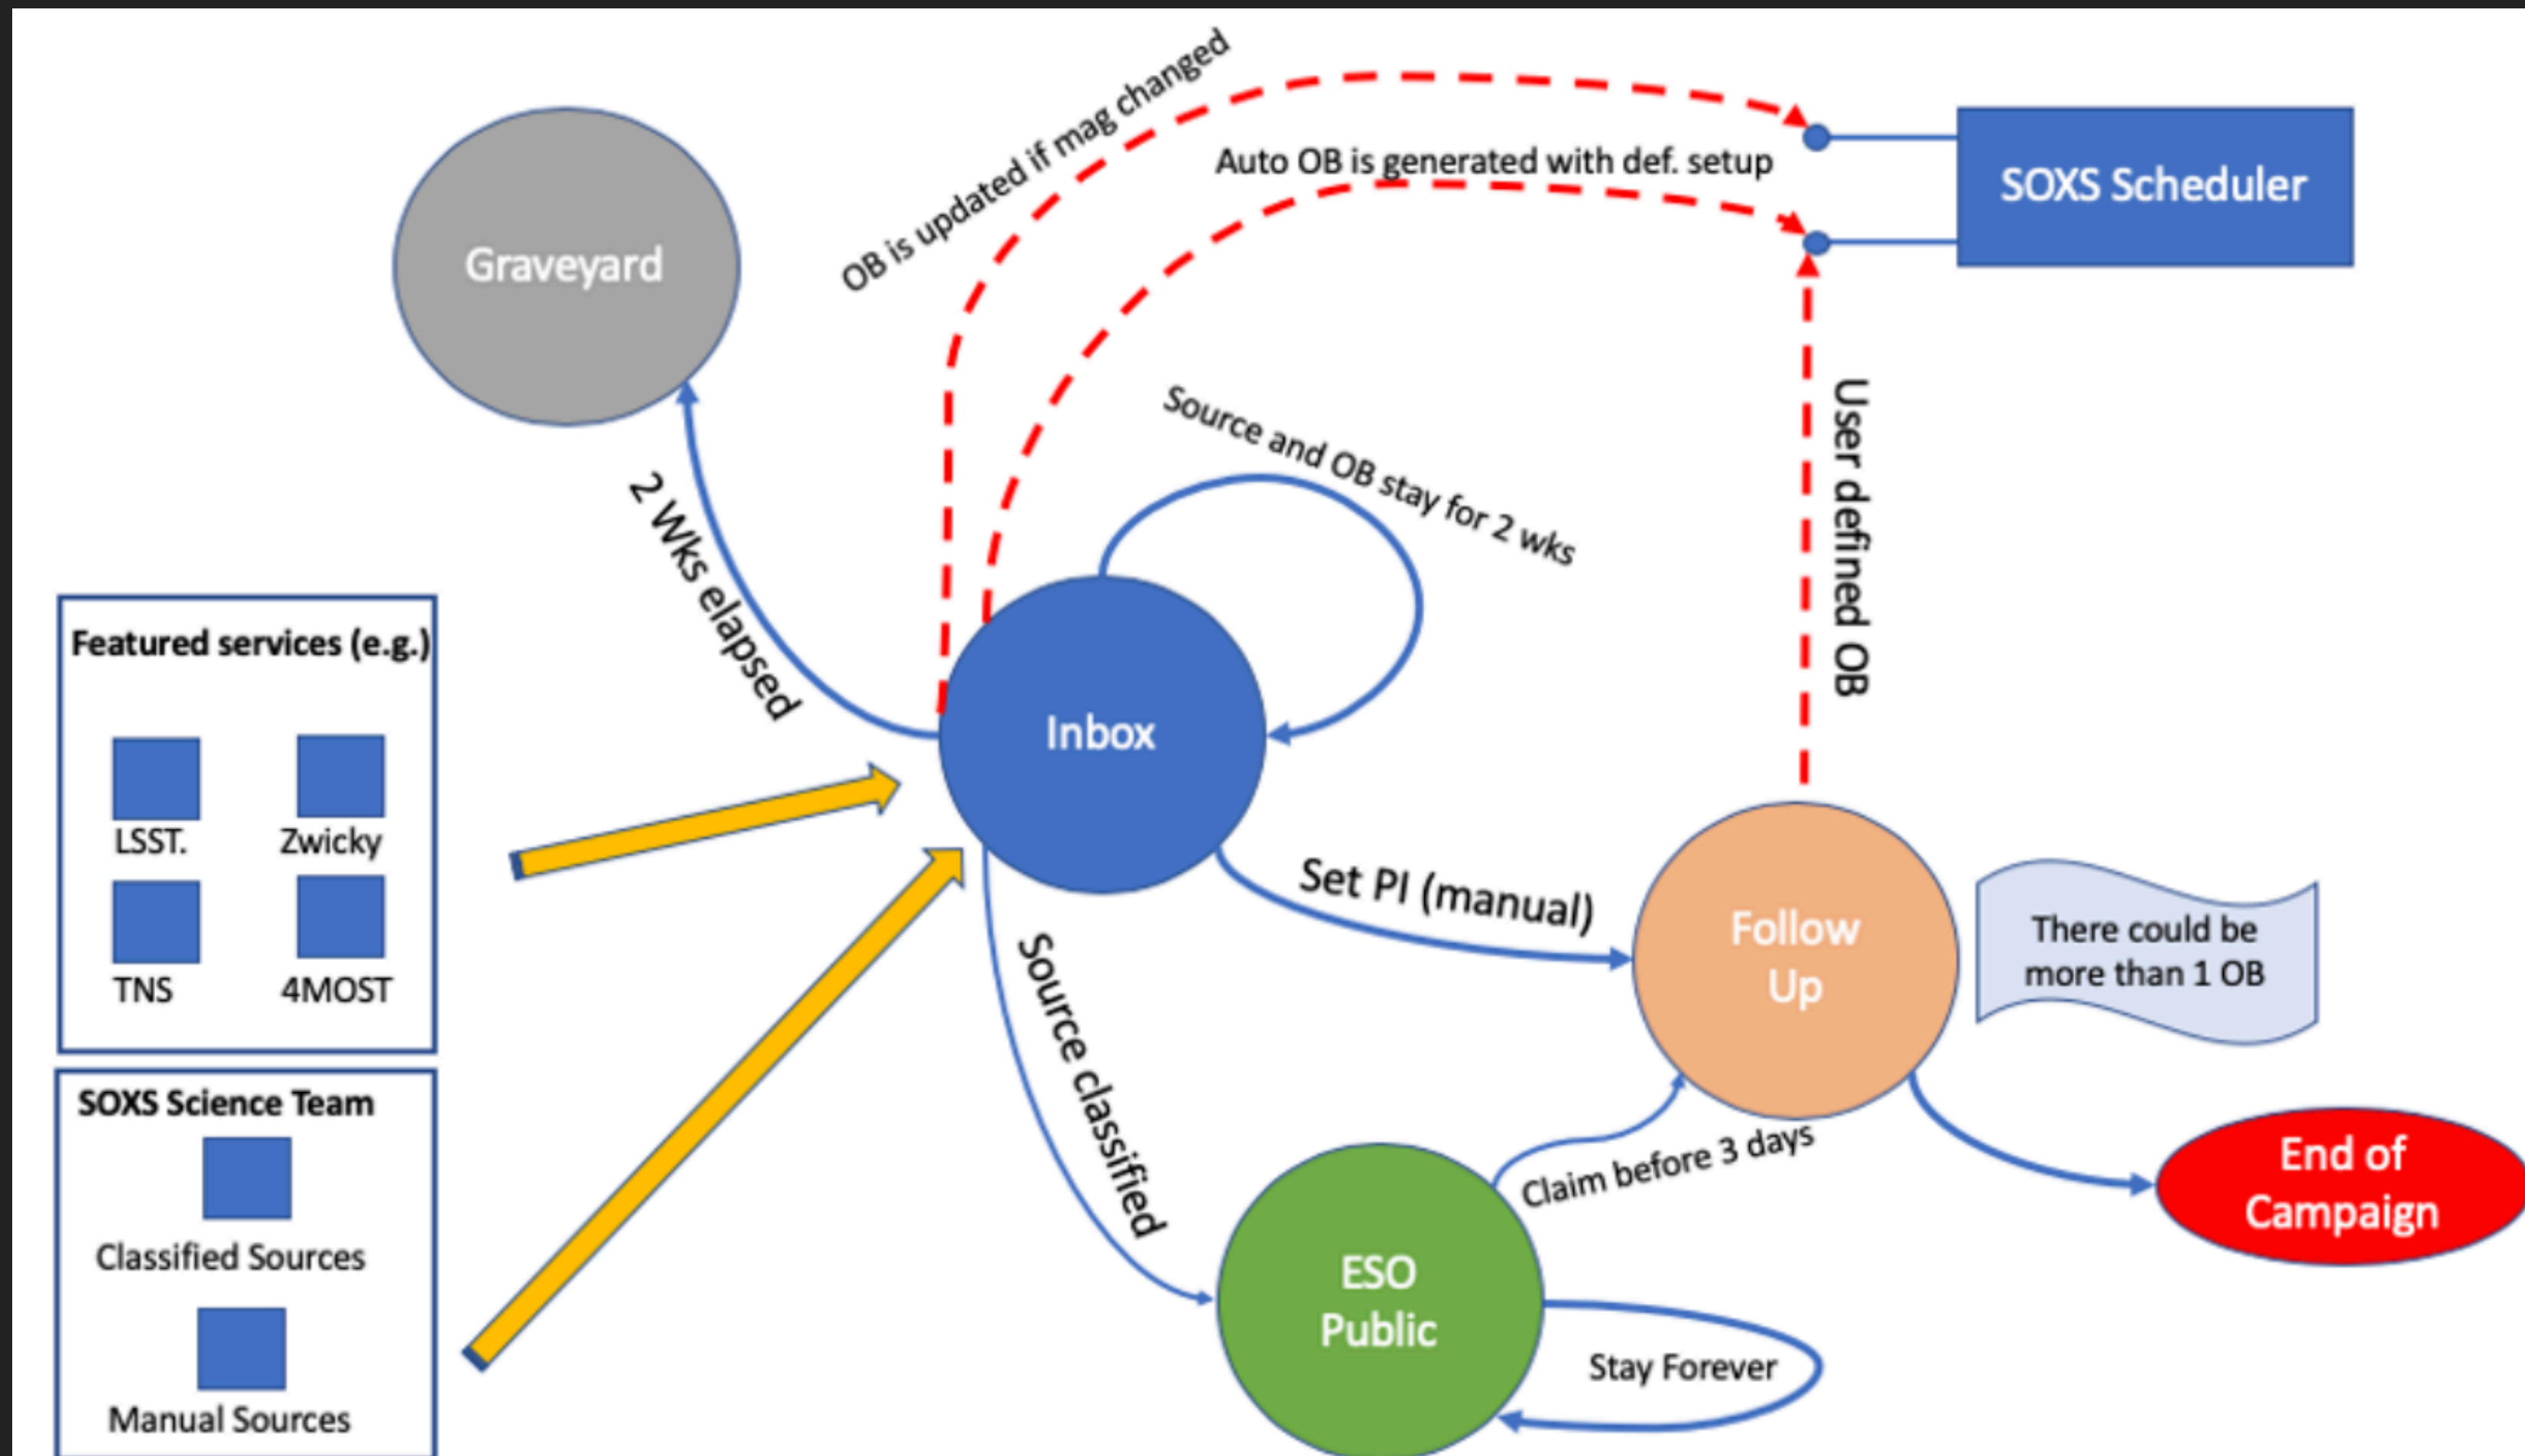 OB is updated if mag changed
Auto OB is generated with def. setup
SOXS Scheduler
Graveyard
Source and OB stay for 2 wks
2 Wks elapsed
User defined OB
Featured services (e.g.)
LSST.
Zwicky
TNS
4MOST
Inbox
Set PI (manual)
Follow
Up
There could be
more than 1 OB
Source classified
SOXS Science Team
Classified Sources
Manual Sources
Claim before 3 days
End of
Campaign
ESO
Public
Stay Forever